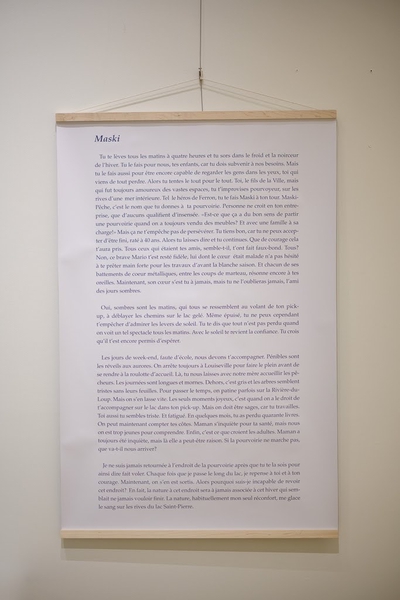 Maski
Tu te lèves tous les matins à quatre heures et tu sors dans le froid et la noirceur
de l'hiver. Tu le fais pour nous, tes enfants, car tu dois subvenir à nos besoins. Mais
tu le fais aussi pour être encore capable de regarder les gens dans les yeux, toi qui
viens de tout perdre. Alors tu tentes le tout pour le tout. Toi, le fils de la Ville, mais
qui fut toujours amoureux des vastes espaces, tu t'improvises pourvoyeur, sur les
rives d'une mer intérieure. Tel le héros de Ferron, tu te fais Maski à ton tour. Maski-
Pêche, c'est le nom que tu donnes à ta pourvoirie. Personne ne croit en ton entre-
prise, que d'aucuns qualifient d'insensée. «Est-ce que ça a du bon sens de partir
une pourvoirie quand on a toujours vendu des meubles? Et avec une famille à sa
charge!» Mais ça ne t'empêche pas de persévérer. Tu tiens bon, car tu ne peux accep-
ter d'être fini, raté à 40 ans. Alors tu laisses dire et tu continues. Que de courage cela
t'aura pris. Tous ceux qui étaient tes amis, semble-t-il, t'ont fait faux-bond. Tous?
Non, ce brave Mario t'est resté fidèle, lui dont le cœur était malade n'a pas hésité
à te prêter main forte pour les travaux d'avant la blanche saison. Et chacun de ses
battements de cœur métalliques, entre les coups de marteau, résonne encore à tes
oreilles. Maintenant, son cœur s'est tu à jamais, mais tu ne l'oublieras jamais, l'ami
des jours sombres.
Oui, sombres sont les matins, qui tous se ressemblent au volant de ton pick-
up, à déblayer les chemins sur le lac gelé. Même épuisé, tu ne peux cependant
t'empêcher d'admirer les levers de soleil. Tu te dis que tout n'est pas perdu quand
on voit un tel spectacle tous les matins. Avec le soleil te revient la confiance. Tu crois
qu'il t'est encore permis d'espérer.
Les jours de week-end, faute d'école, nous devons t'accompagner. Pénibles sont
les réveils aux aurores. On arrête toujours à Louiseville pour faire le plein avant de
se rendre à la roulotte d'accueil. Là, tu nous laisses avec notre mère accueillir les pê-
cheurs. Les journées sont longues et mornes. Dehors, c'est gris et les arbres semblent
tristes sans leurs feuilles. Pour passer le temps, on patine parfois sur la Rivière-du-
Loup. Mais on s'en lasse vite. Les seuls moments joyeux, c'est quand on a le droit de
t'accompagner sur le lac dans ton pick-up. Mais on doit être sages, car tu travailles.
Toi aussi tu sembles triste. Et fatigué. En quelques mois, tu as perdu quarante livres.
On peut maintenant compter tes côtes. Maman s'inquiète pour ta santé, mais nous
on est trop jeunes pour comprendre. Enfin, c'est ce que croient les adultes. Maman a
toujours été inquiète, mais là elle a peut-être raison. Si la pourvoirie ne marche pas,
que va-t-il nous arriver?
Je ne suis jamais retournée à l'endroit de la pourvoirie après que tu te la sois pour
ainsi dire fait voler. Chaque fois que je passe le long du lac, je repense à toi et à ton
courage. Maintenant, on s'en est sortis. Alors pourquoi suis-je incapable de revoir
cet endroit? En fait, la nature à cet endroit sera à jamais associée à cet hiver qui sem-
blait ne jamais vouloir finir. La nature, habituellement mon seul réconfort, me glace
le sang sur les rives du lac Saint-Pierre.